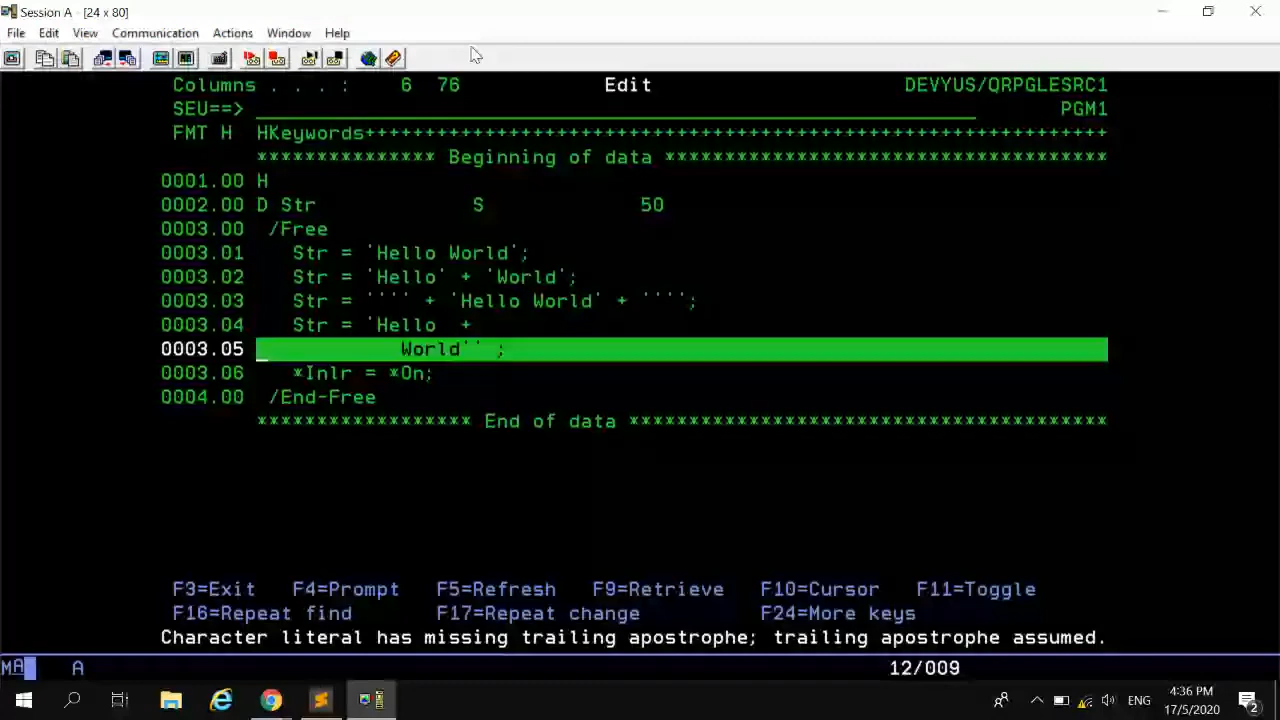 Session A - [24 x 80]
File Edit View Communication Actions Window Help
Columns . . . : 6 76 Edit DEVYUS/QRPGLESRC1
SEU==> PGM1
FMT H HKeywords++++++++++++++++++++++++++++++++++++++++++++++++++++++++++++++
*************** Beginning of data *************************************
0001.00 H
0002.00 D Str S 50
0003.00 /Free
0003.01 Str = 'Hello World';
0003.02 Str = 'Hello' + 'World';
0003.03 Str = '''' + 'Hello World' + '''';
0003.04 Str = 'Hello +
0003.05 World'' ;
0003.06 *Inlr = *On;
0004.00 /End-Free
****************** End of data ****************************************
F3=Exit F4=Prompt F5=Refresh F9=Retrieve F10=Cursor F11=Toggle
F16=Repeat find F17=Repeat change F24=More keys
Character literal has missing trailing apostrophe; trailing apostrophe assumed.
MA A 12/009
ENG 4:36 PM
17/5/2020 2